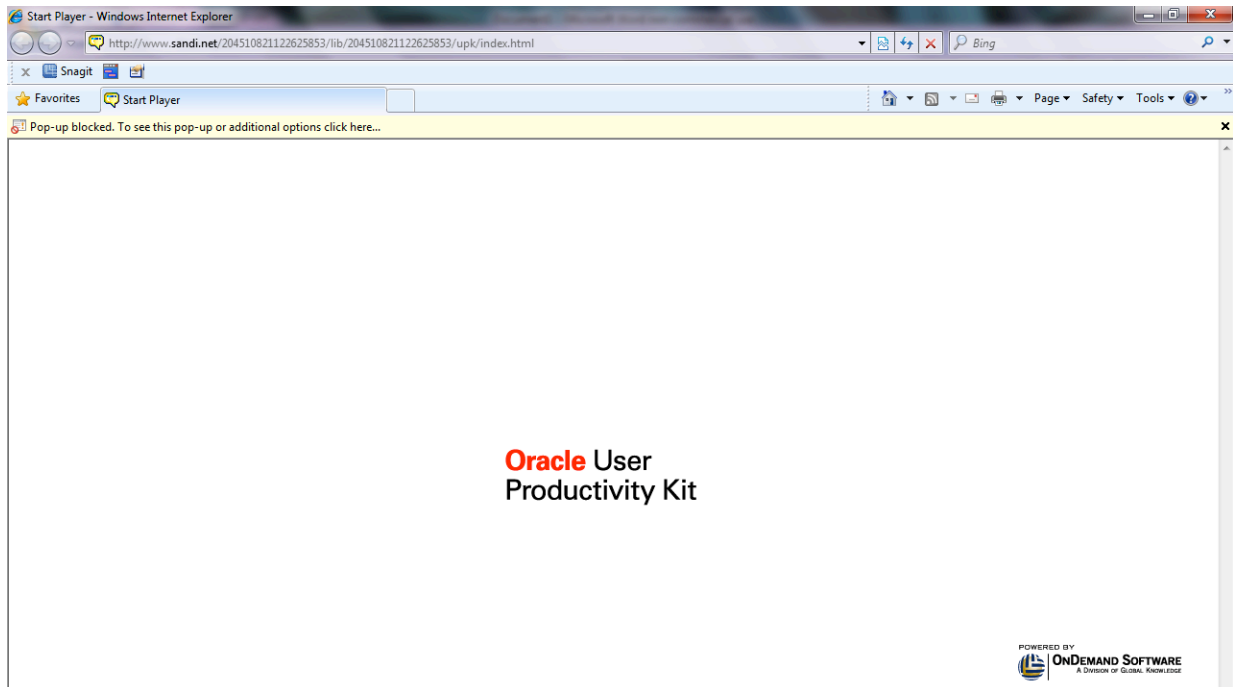 Start Player - Windows Internet Explorer
http://www.sandi.net/204510821122625853/lib/204510821122625853/upk/index.html
Bing
x Snagit
Favorites Start Player Page Safety Tools
Pop-up blocked. To see this pop-up or additional options click here...
Oracle User
Productivity Kit
POWERED BY
ONDEMAND SOFTWARE
A DIVISION OF GLOBAL KNOWLEDGE